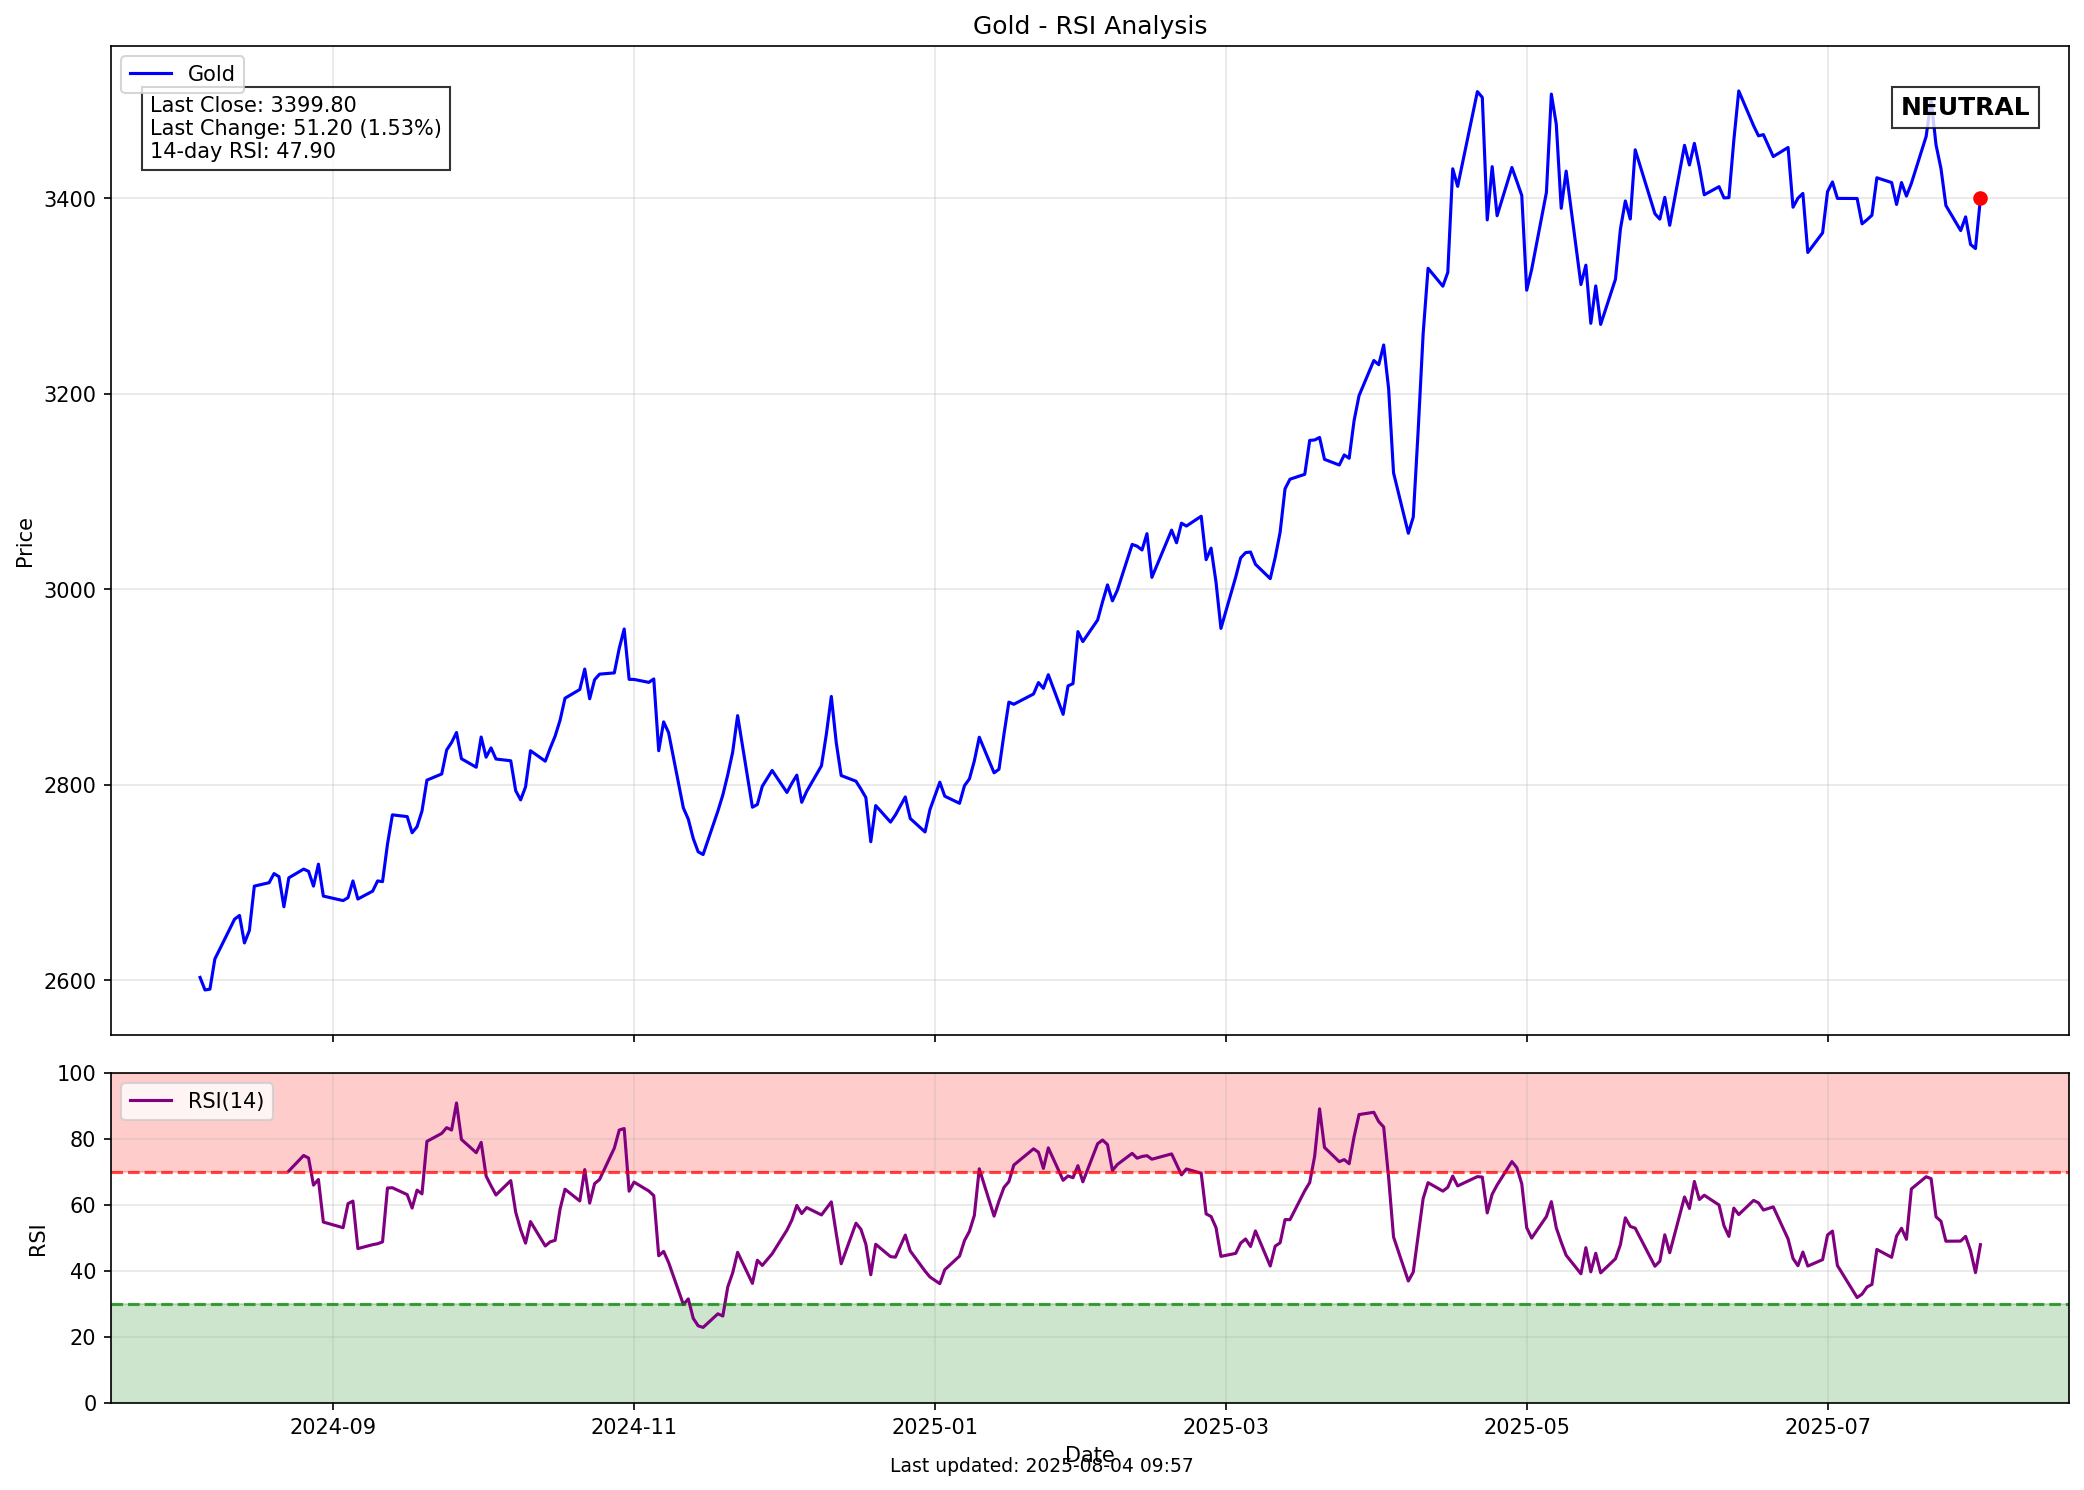 Gold - RSI Analysis
Gold
Last Close: 3399.80
Last Change: 51.20 (1.53%)
14-day RSI: 47.90
NEUTRAL
Price
3400
3200
3000
2800
2600
RSI(14)
RSI
100
80
60
40
20
0
2024-09
2024-11
2025-01
2025-03
2025-05
2025-07
Date
Last updated: 2025-08-04 09:57